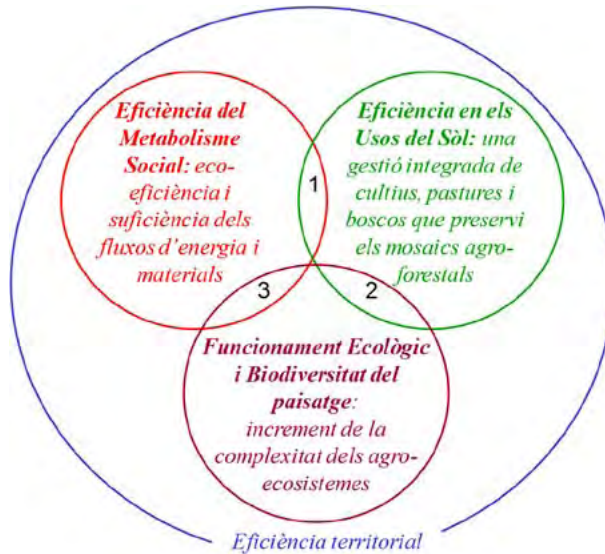 Eficiència del
Metabolisme
Social: eco-
eficiència i
suficiència dels
fluxos d'energia i
materials
Eficiència en els
Usos del Sòl: una
gestió integrada de
cultius, pastures i
boscos que preservi
els mosaics agro-
forestals
1
3
2
Funcionament Ecològic
i Biodiversitat del
paisatge:
increment de la
complexitat dels agro-
ecosistemes
Eficiència territorial